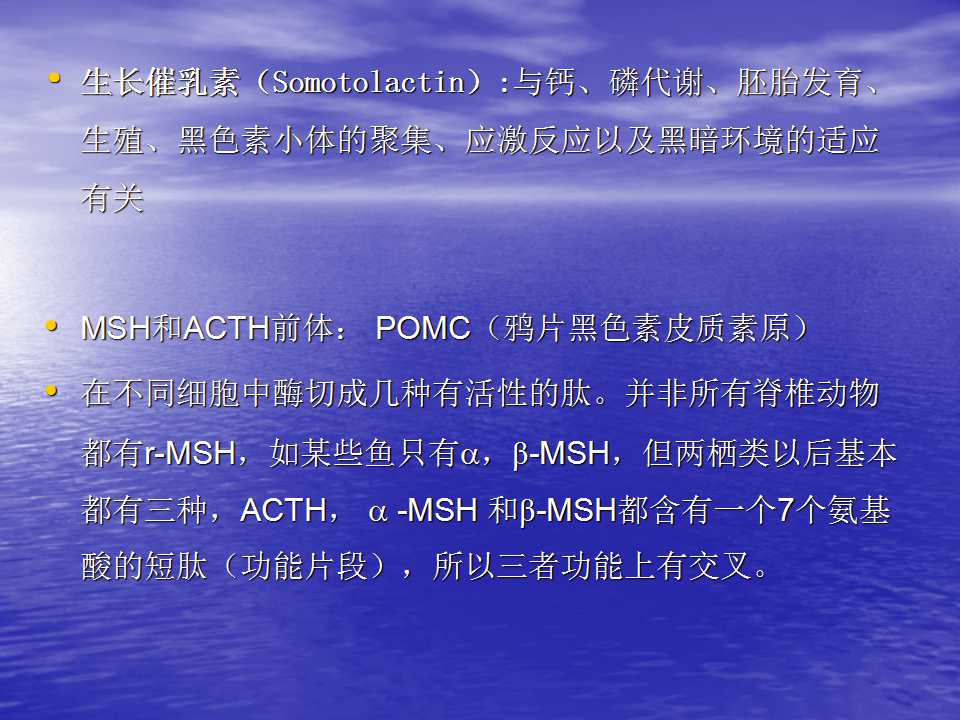 • 生长催乳素（Somotolactin）:与钙、磷代谢、胚胎发育、
生殖、黑色素小体的聚集、应激反应以及黑暗环境的适应
有关
• MSH和ACTH前体： POMC（鸦片黑色素皮质素原）
• 在不同细胞中酶切成几种有活性的肽。并非所有脊椎动物
都有r-MSH，如某些鱼只有α，β-MSH，但两栖类以后基本
都有三种，ACTH， α -MSH 和β-MSH都含有一个7个氨基
酸的短肽（功能片段），所以三者功能上有交叉。